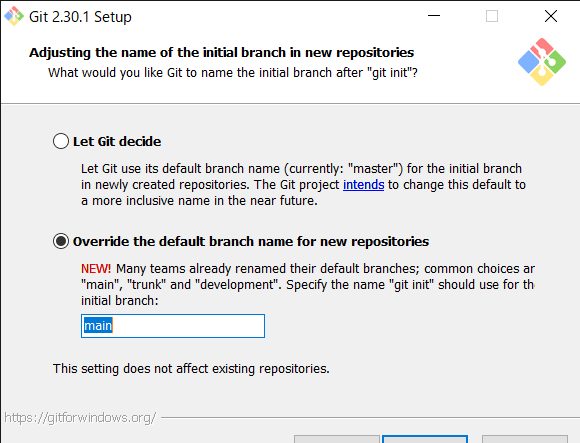 Git 2.30.1 Setup
Adjusting the name of the initial branch in new repositories
What would you like Git to name the initial branch after "git init"?
Let Git decide
Let Git use its default branch name (currently: "master") for the initial branch
in newly created repositories. The Git project intends to change this default to
a more inclusive name in the near future.
Override the default branch name for new repositories
NEW! Many teams already renamed their default branches; common choices ar
"main", "trunk" and "development". Specify the name "git init" should use for the
initial branch:
main
This setting does not affect existing repositories.
https://gitforwindows.org/